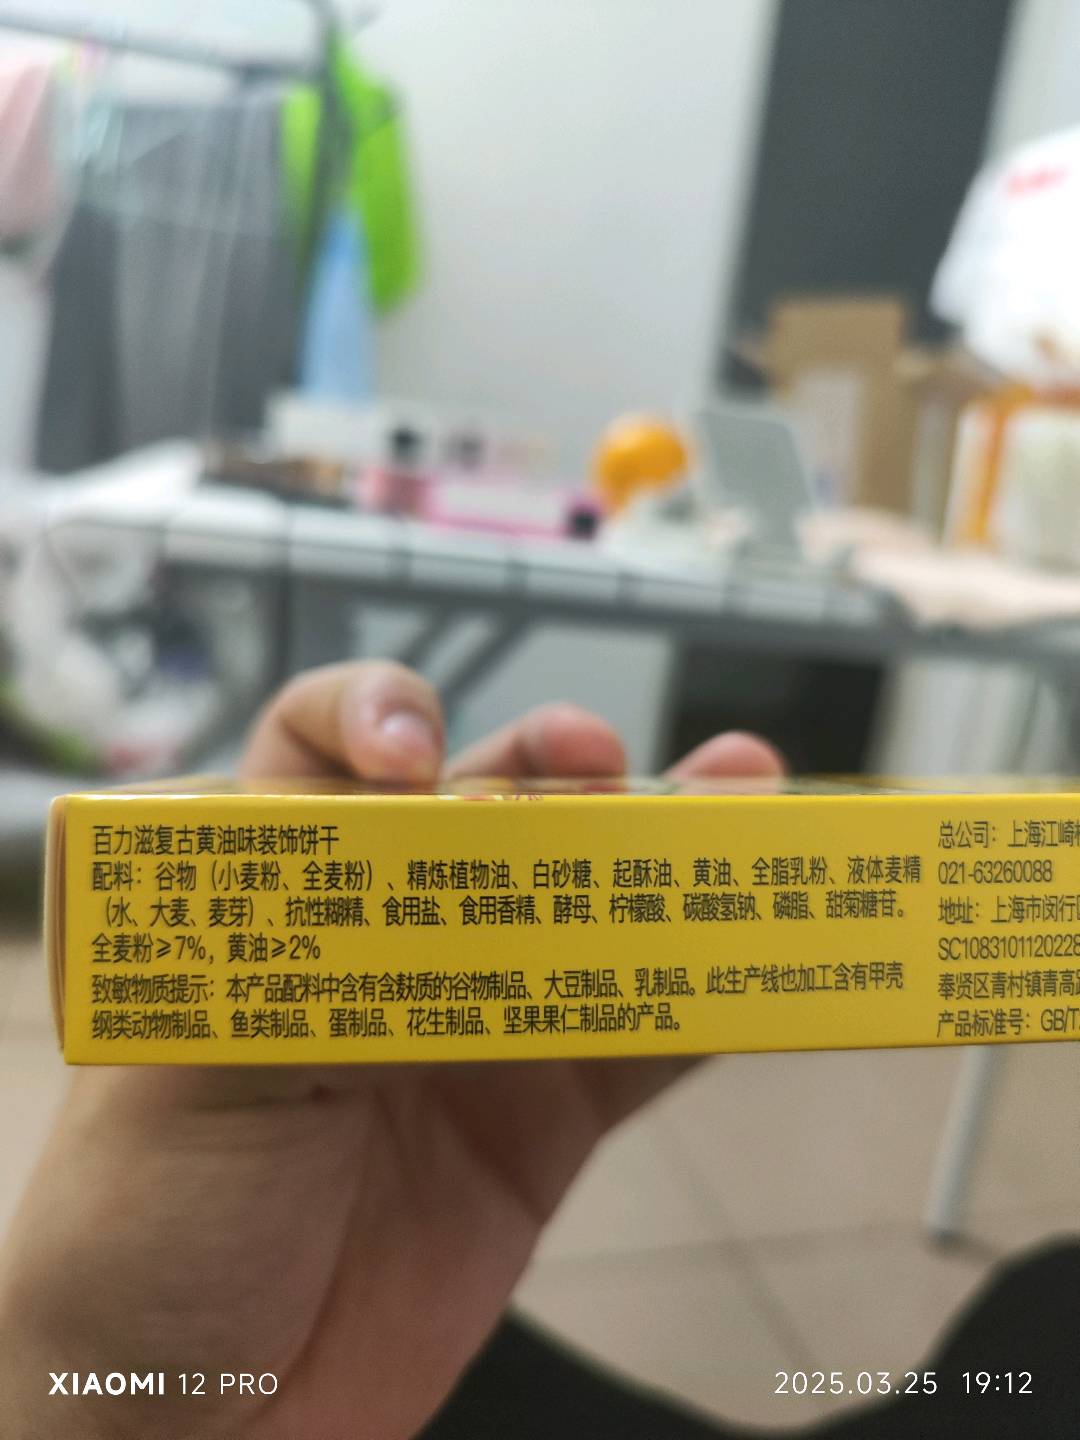 百力滋复古黄油味装饰饼干
配料：谷物（小麦粉、全麦粉）、精炼植物油、白砂糖、起酥油、黄油、全脂乳粉、液体麦精
（水、大麦、麦芽）、抗性糊精、食用盐、食用香精、酵母、柠檬酸、碳酸氢钠、磷脂、甜菊糖苷。
全麦粉⩾7%，黄油⩾2%
致敏物质提示：本产品配料中含有含麸质的谷物制品、大豆制品、乳制品。此生产线也加工含有甲壳
纲类动物制品、鱼类制品、蛋制品、花生制品、坚果果仁制品的产品。
总公司：上海江崎
021-63260088
地址：上海市闵行
SC1083101120228
奉贤区青村镇青高
产品标准号：GB/T
XIAOMI 12 PRO
2025.03.25 19:12